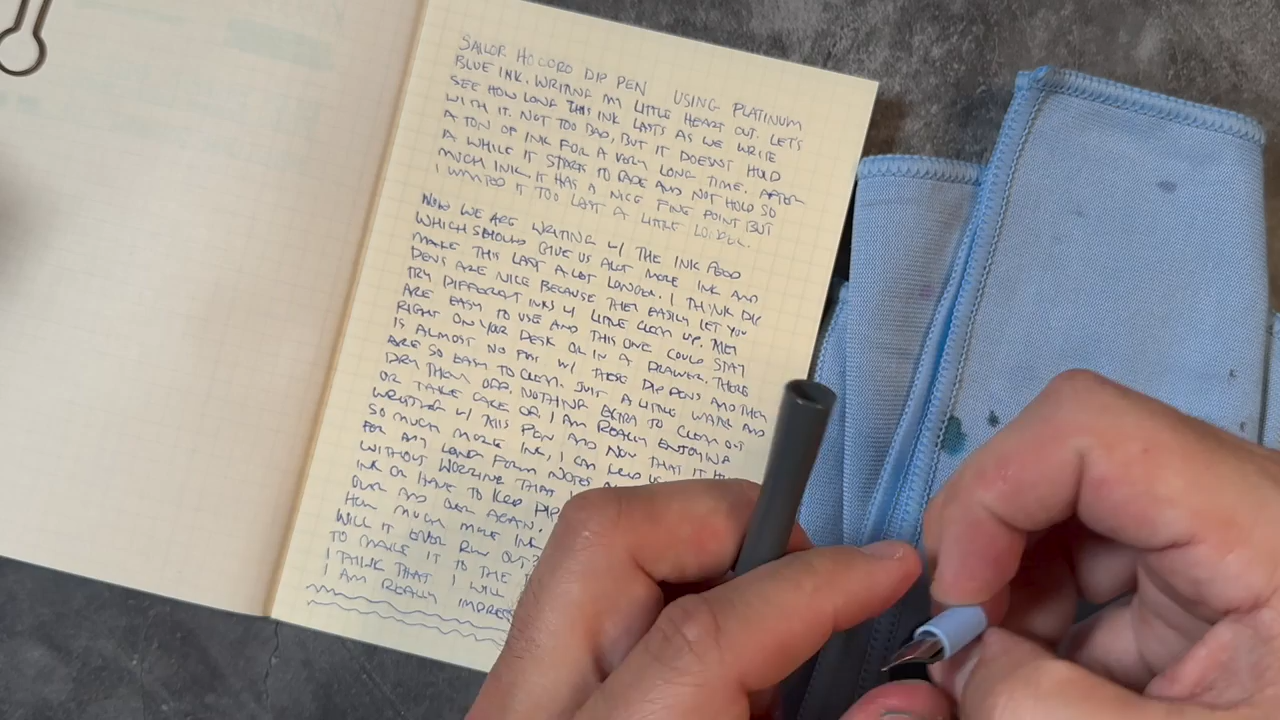 SAILOR HOCORO DIP PEN USING PLATINUM
BLUE INK. WRITING MY LITTLE HEART OUT. LET'S
SEE HOW LONG THIS INK LASTS AS WE WRITE
WITH IT. NOT TOO BAD, BUT IT DOESN'T HOLD
A TON OF INK FOR A VERY LONG TIME. AFTER
A WHILE IT STARTS TO FADE AND NOT HOLD SO
MUCH INK. IT HAS A NICE FINE POINT BUT
I WANTED IT TOO LAST A LITTLE LONGER.
NOW WE ARE WRITING W/ THE INK FEED
WHICH SHOULD GIVE US ALOT MORE INK AND
MAKE THIS LAST A LOT LONGER. I THINK DIP
PENS ARE NICE BECAUSE THEY EASILY LET YOU
TRY DIFFERENT INKS W/ LITTLE CLEAN UP. THEY
ARE EASY TO USE AND THIS ONE COULD STAY
RIGHT ON YOUR DESK OR IN A DRAWER. THERE
IS ALMOST NO W/ THESE DIP PENS AND THEY
ARE SO EASY TO CLEAN. JUST A LITTLE WATER AND
DRY THEM OFF. NOTHING EXTRA TO CLEAN OUT
OR TAKE CARE OF. I AM REALLY ENJOYING
WRITING W/ THIS PEN AND NOW THAT IT
SO MUCH MORE INK, I CAN KEEP
FOR ANY LONG FORM NOTES
WITHOUT WORRYING THAT
INK OR HAVE TO KEEP DIP
OVER AND OVER AGAIN.
HOW MUCH MORE INK
WILL IT EVER RUN OUT?
TO MAKE IT TO THE
I THINK THAT I WILL
I AM REALLY IMPRES